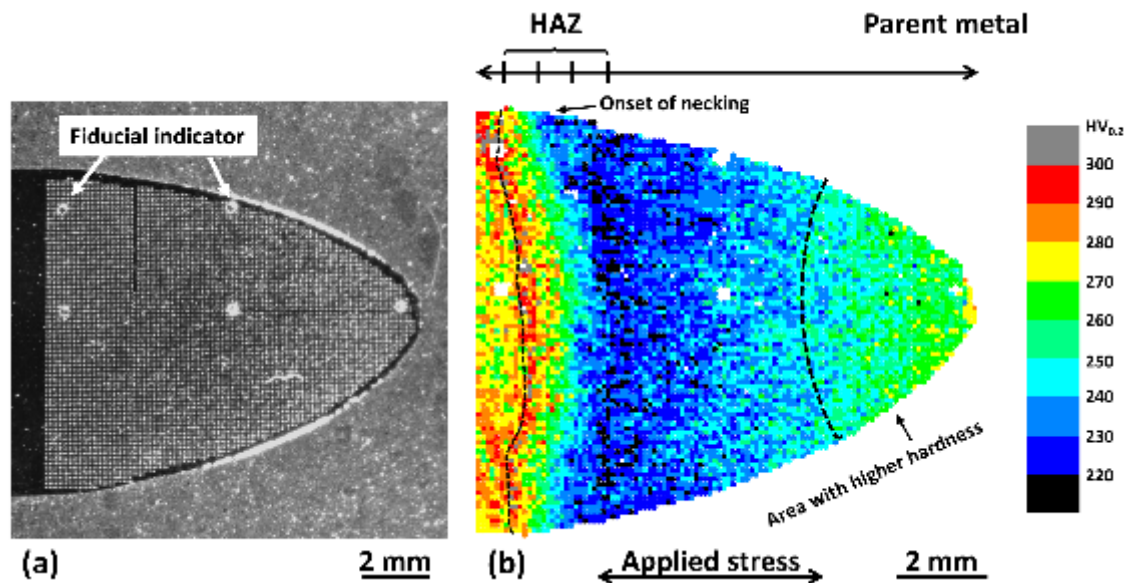 HAZ
Parent metal
Onset of necking
Fiducial indicator
HV0.2
300
290
280
270
260
250
240
230
220
Area with higher hardness
(a)
2 mm
(b)
Applied stress
2 mm